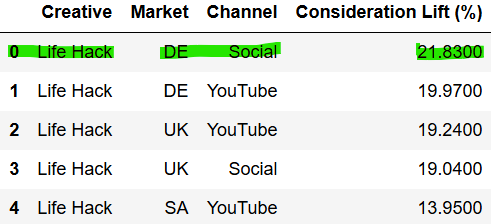 Creative Market Channel Consideration Lift (%)
0 Life Hack DE Social 21.8300
1 Life Hack DE YouTube 19.9700
2 Life Hack UK YouTube 19.2400
3 Life Hack UK Social 19.0400
4 Life Hack SA YouTube 13.9500